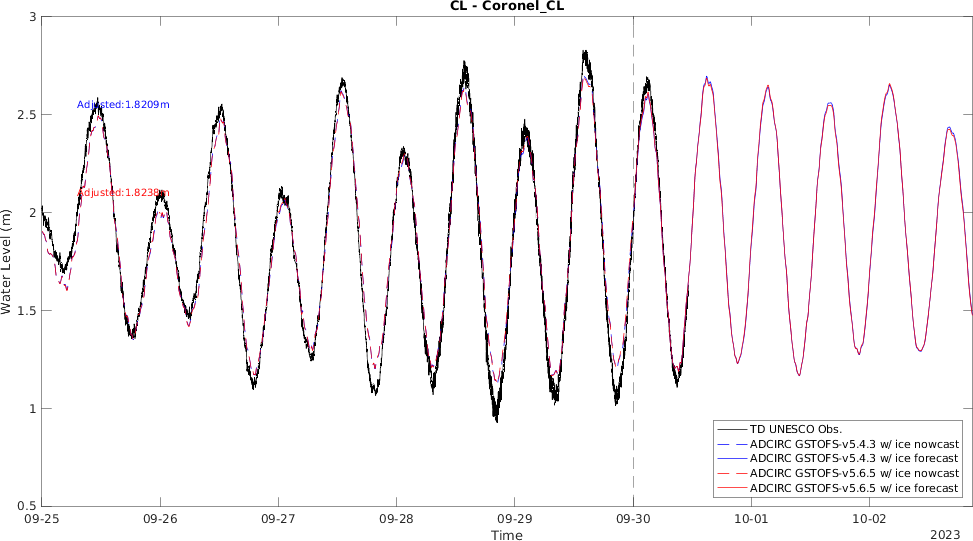 CL - Coronel_CL
3
2.5
2
1.5
1
0.5
Water Level (m)
Adjusted:1.8209m
Adjusted:1.8238m
09-25
09-26
09-27
09-28
09-29
09-30
10-01
10-02
Time
2023
TD UNESCO Obs.
ADCIRC GSTOFS-v5.4.3 w/ ice nowcast
ADCIRC GSTOFS-v5.4.3 w/ ice forecast
ADCIRC GSTOFS-v5.6.5 w/ ice nowcast
ADCIRC GSTOFS-v5.6.5 w/ ice forecast